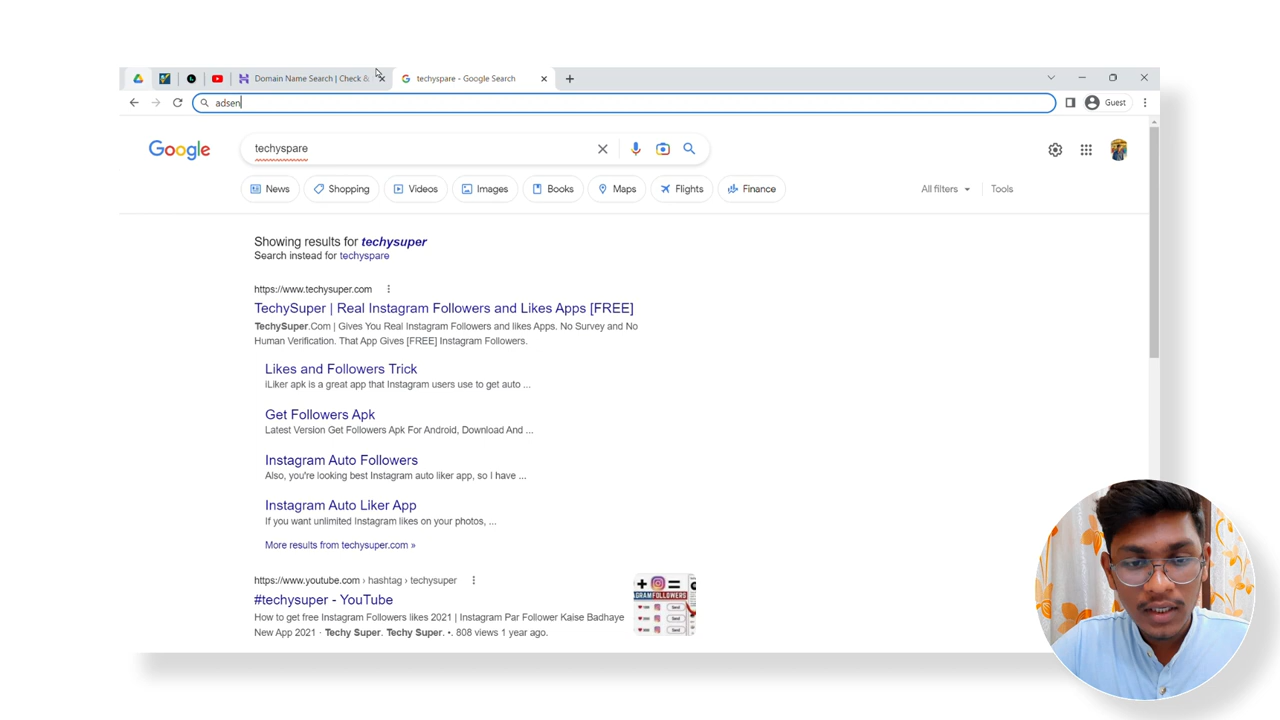 Domain Name Search | Check &
techyspare - Google Search
adsen
Guest
Google
techyspare
News
Shopping
Videos
Images
Books
Maps
Flights
Finance
All filters
Tools
Showing results for techysuper
Search instead for techyspare
https://www.techysuper.com
TechySuper | Real Instagram Followers and Likes Apps [FREE]
TechySuper.Com | Gives You Real Instagram Followers and likes Apps. No Survey and No
Human Verification. That App Gives [FREE] Instagram Followers.
Likes and Followers Trick
iLiker apk is a great app that Instagram users use to get auto ...
Get Followers Apk
Latest Version Get Followers Apk For Android, Download And ...
Instagram Auto Followers
Also, you're looking best Instagram auto liker app, so I have ...
Instagram Auto Liker App
If you want unlimited Instagram likes on your photos, ...
More results from techysuper.com »
https://www.youtube.com › hashtag › techysuper
#techysuper - YouTube
How to get free Instagram Followers likes 2021 | Instagram Par Follower Kaise Badhaye
New App 2021 · Techy Super. Techy Super. •. 808 views 1 year ago.